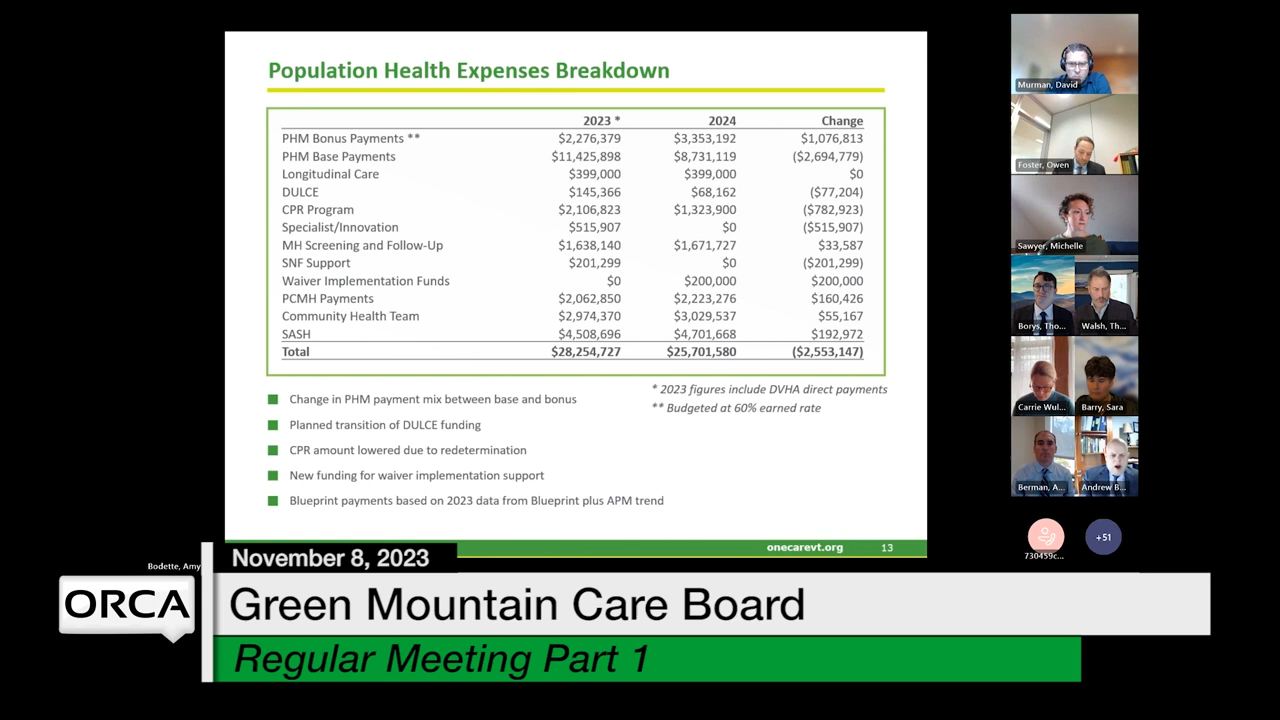 Population Health Expenses Breakdown
2023 * 2024 Change
PHM Bonus Payments ** $2,276,379 $3,353,192 $1,076,813
PHM Base Payments $11,425,898 $8,731,119 ($2,694,779)
Longitudinal Care $399,000 $399,000 $0
DULCE $145,366 $68,162 ($77,204)
CPR Program $2,106,823 $1,323,900 ($782,923)
Specialist/Innovation $515,907 $0 ($515,907)
MH Screening and Follow-Up $1,638,140 $1,671,727 $33,587
SNF Support $201,299 $0 ($201,299)
Waiver Implementation Funds $0 $200,000 $200,000
PCMH Payments $2,062,850 $2,223,276 $160,426
Community Health Team $2,974,370 $3,029,537 $55,167
SASH $4,508,696 $4,701,668 $192,972
Total $28,254,727 $25,701,580 ($2,553,147)
* 2023 figures include DVHA direct payments
** Budgeted at 60% earned rate
Change in PHM payment mix between base and bonus
Planned transition of DULCE funding
CPR amount lowered due to redetermination
New funding for waiver implementation support
Blueprint payments based on 2023 data from Blueprint plus APM trend
onecarevt.org 13
Murman, David
Foster, Owen
Sawyer, Michelle
Borys, Tho... Walsh, Th...
Carrie Wul... Barry, Sara
Berman, A... Andrew B...
730459c... +51
Bodette, Amy
November 8, 2023
ORCA
Green Mountain Care Board
Regular Meeting Part 1